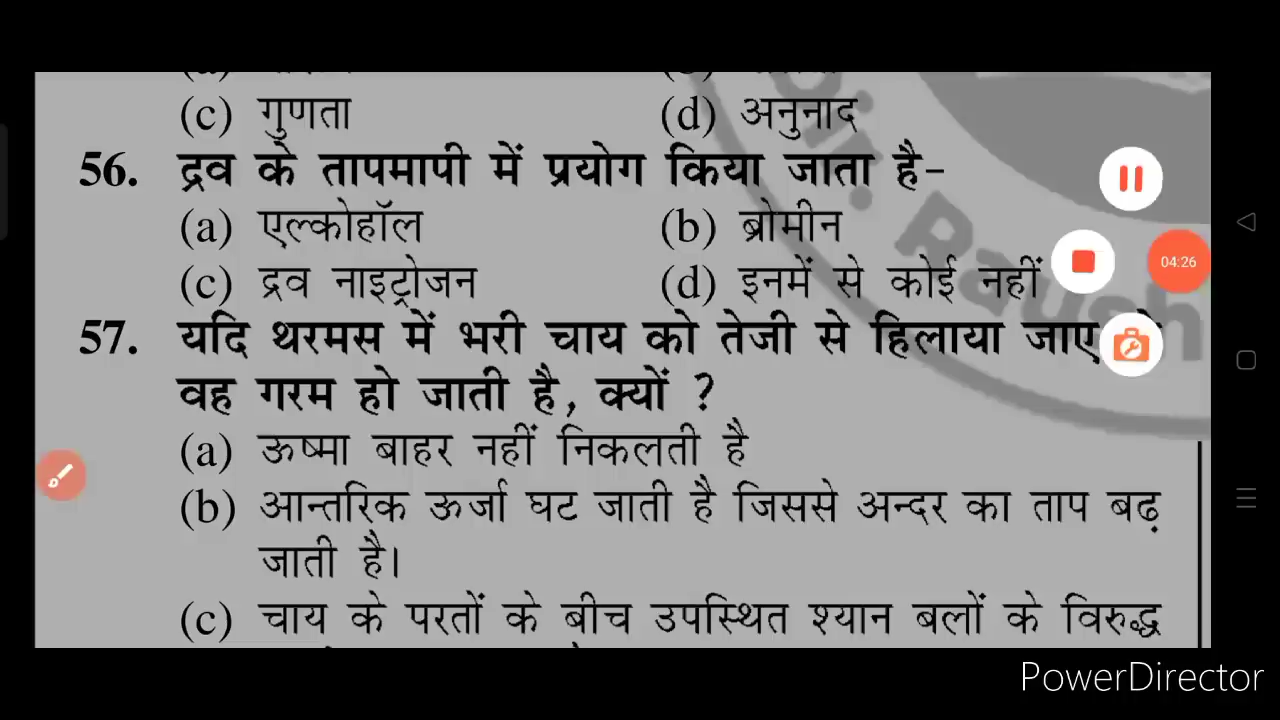 (c) गुणता (d) अनुनाद
56. द्रव के तापमापी में प्रयोग किया जाता है-
(a) एल्कोहॉल (b) ब्रोमीन
(c) द्रव नाइट्रोजन (d) इनमें से कोई नहीं
04:26
57. यदि थरमस में भरी चाय को तेजी से हिलाया जाए
वह गरम हो जाती है, क्यों ?
(a) ऊष्मा बाहर नहीं निकलती है
(b) आन्तरिक ऊर्जा घट जाती है जिससे अन्दर का ताप बढ़
जाती है।
(c) चाय के परतों के बीच उपस्थित श्यान बलों के विरुद्ध
PowerDirector